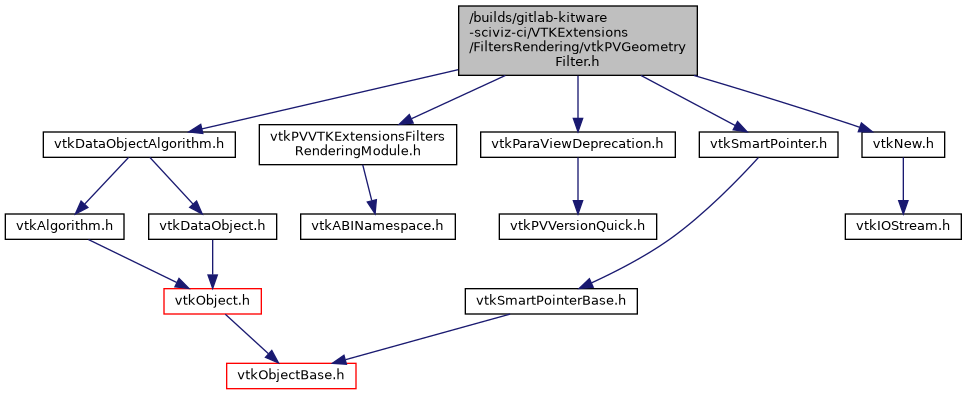 /builds/gitlab-kitware
-sciviz-ci/VTKExtensions
/FiltersRendering/vtkPVGeometry
Filter.h
vtkDataObjectAlgorithm.h
vtkPVVTKExtensionsFilters
RenderingModule.h
vtkParaViewDeprecation.h
vtkSmartPointer.h
vtkNew.h
vtkAlgorithm.h
vtkDataObject.h
vtkABINamespace.h
vtkPVVersionQuick.h
vtkIOStream.h
vtkObject.h
vtkSmartPointerBase.h
vtkObjectBase.h